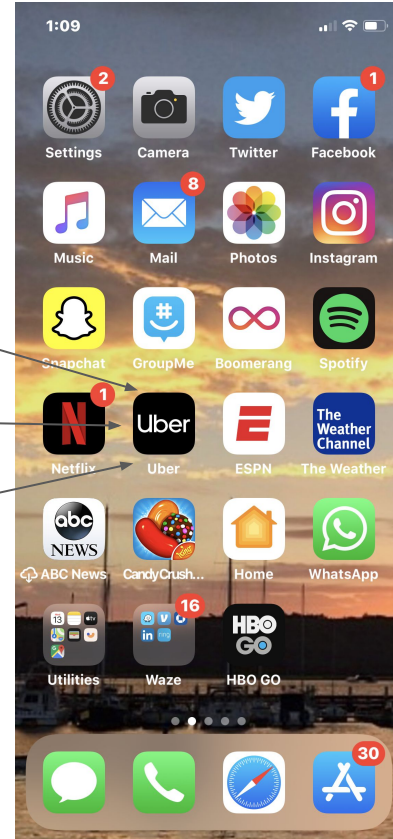 1:09
2
1
Settings
Camera
Twitter
Facebook
8
Music
Mail
Photos
Instagram
#
Snapchat
GroupMe
Boomerang
Spotify
1
N
Uber
E
The
Weather
Channel
Netflix
Uber
ESPN
The Weather
abc
NEWS
King
ABC News
CandyCrush...
Home
WhatsApp
13
tv
V
in
16
HBO
GO
Utilities
Waze
HBO GO
30